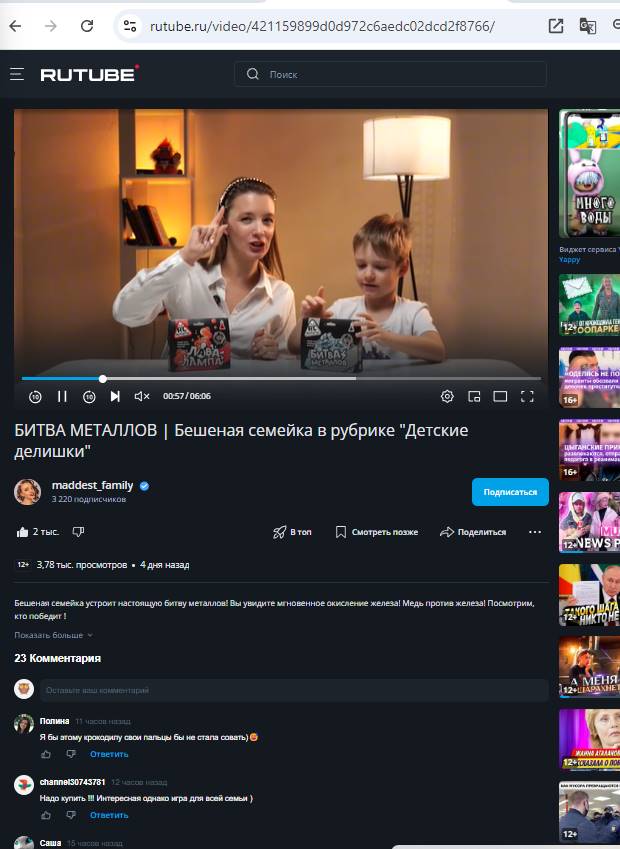 rutube.ru/video/421159899d0d972c6aedc02dcd2f8766/
RUTUBE
Поиск
ЛАВА
ЛАМПА
БИТВА
МЕТАЛЛОВ
10
10
00:57 / 06:06
БИТВА МЕТАЛЛОВ | Бешеная семейка в рубрике "Детские
делишки"
maddest_family
3 220 подписчиков
Подписаться
2 тыс.
В топ
Смотреть позже
Поделиться
12+ 3,78 тыс. просмотров • 4 дня назад
Бешеная семейка устроит настоящую битву металлов! Вы увидите мгновенное окисление железа! Медь против железа! Посмотрим,
кто победит !
Показать больше
23 Комментария
Оставьте ваш комментарий
Полина 11 часов назад
Я бы этому крокодилу свои пальцы бы не стала совать)
Ответить
channel30743781 12 часов назад
Надо купить !!! Интересная однако игра для всей семьи )
Ответить
Саша 15 часов назад
МНОГО
ВОДЫ
Виджет сервиса
Yappy
12+
16+
16+
12+
NEWS
12+
12+
А МЕНЯ
12+
12+